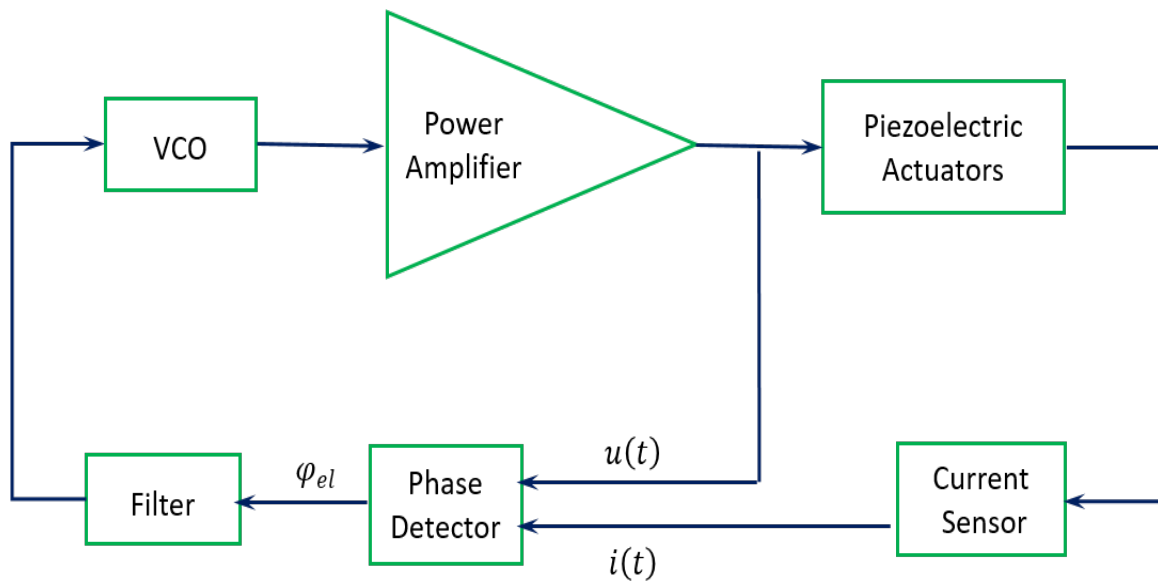 VCO
Power
Amplifier
Piezoelectric
Actuators
u(t)
φ_el
Filter
Phase
Detector
Current
Sensor
i(t)